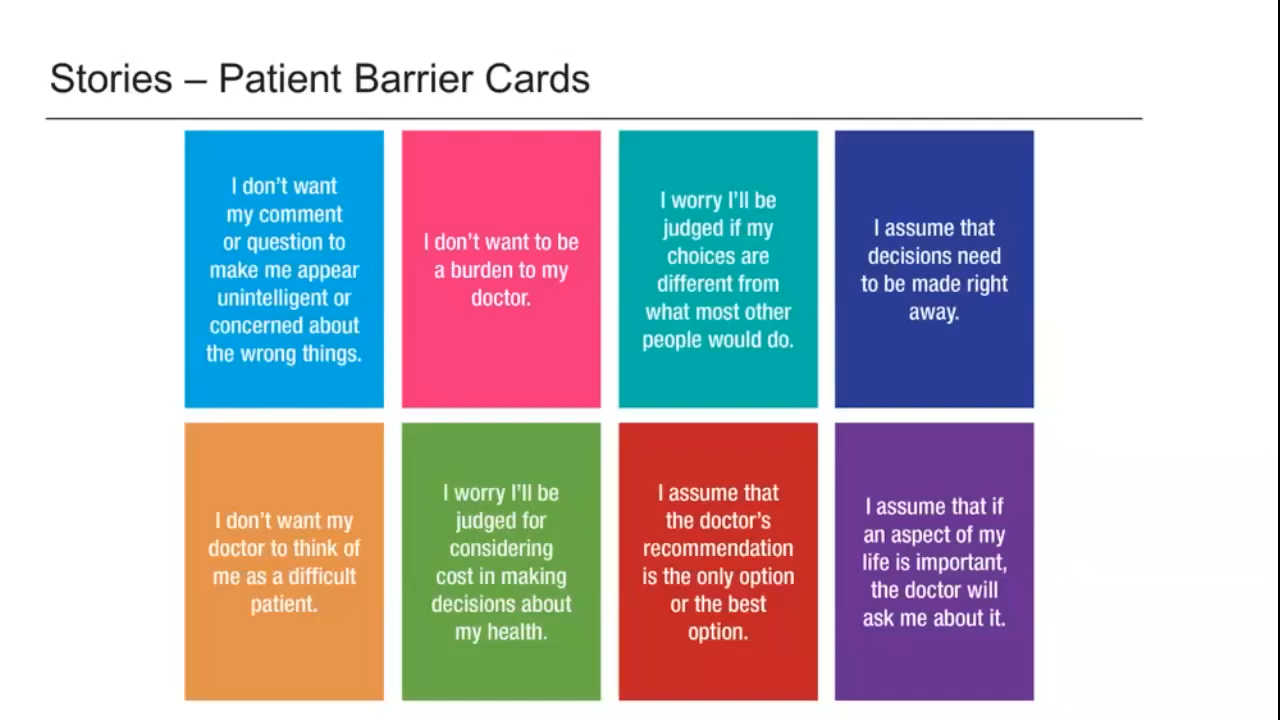 Stories – Patient Barrier Cards
I don't want
my comment
or question to
make me appear
unintelligent or
concerned about
the wrong things.
I don't want to be
a burden to my
doctor.
I worry I'll be
judged if my
choices are
different from
what most other
people would do.
I assume that
decisions need
to be made right
away.
I don't want my
doctor to think of
me as a difficult
patient.
I worry I'll be
judged for
considering
cost in making
decisions about
my health.
I assume that
the doctor's
recommendation
is the only option
or the best
option.
I assume that if
an aspect of my
life is important,
the doctor will
ask me about it.